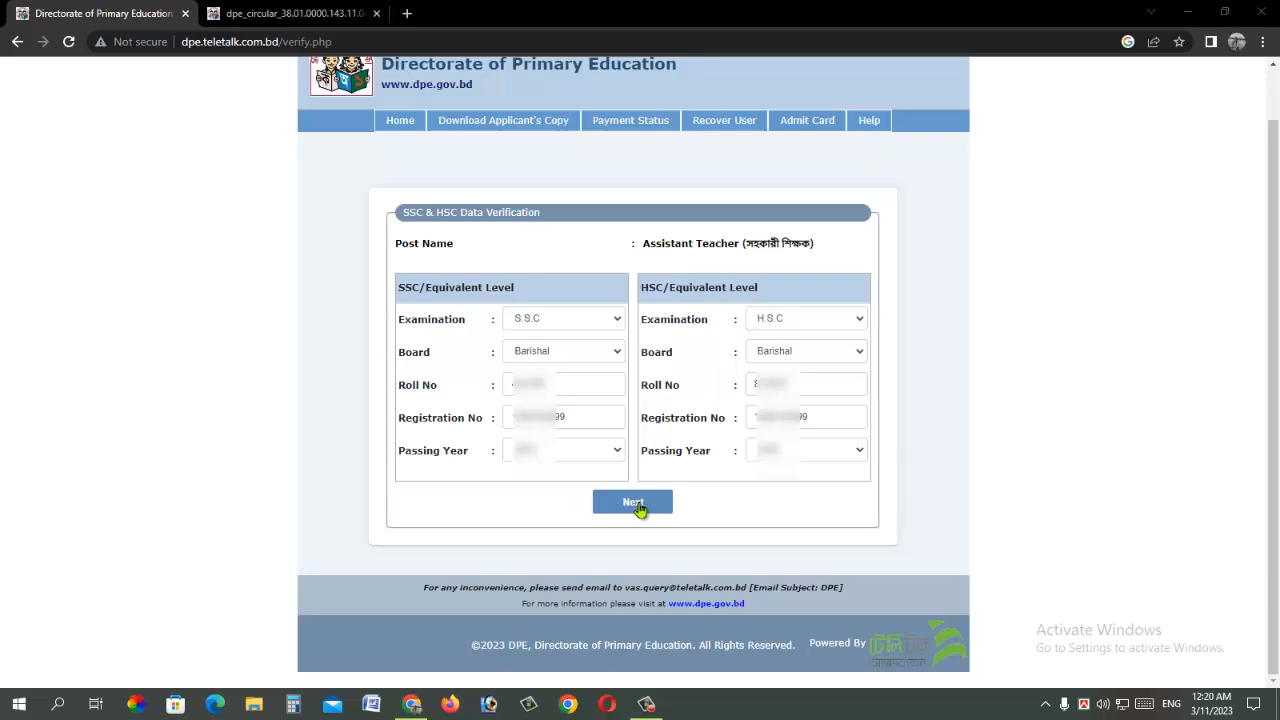 Directorate of Primary Education
dpe_circular_38.01.0000.143.11.0
Not secure
dpe.teletalk.com.bd/verify.php
Directorate of Primary Education
www.dpe.gov.bd
Home Download Applicant's Copy Payment Status Recover User Admit Card Help
SSC & HSC Data Verification
Post Name : Assistant Teacher (সহকারী শিক্ষক)
SSC/Equivalent Level HSC/Equivalent Level
Examination : S.S.C Examination : H.S.C
Board : Barishal Board : Barishal
Roll No : Roll No :
Registration No : Registration No :
Passing Year : Passing Year :
Next
For any inconvenience, please send email to vas.query@teletalk.com.bd [Email Subject: DPE]
For more information please visit at www.dpe.gov.bd
©2023 DPE, Directorate of Primary Education. All Rights Reserved. Powered By টেলিটক
Activate Windows
Go to Settings to activate Windows.
ENG
12:20 AM
3/11/2023